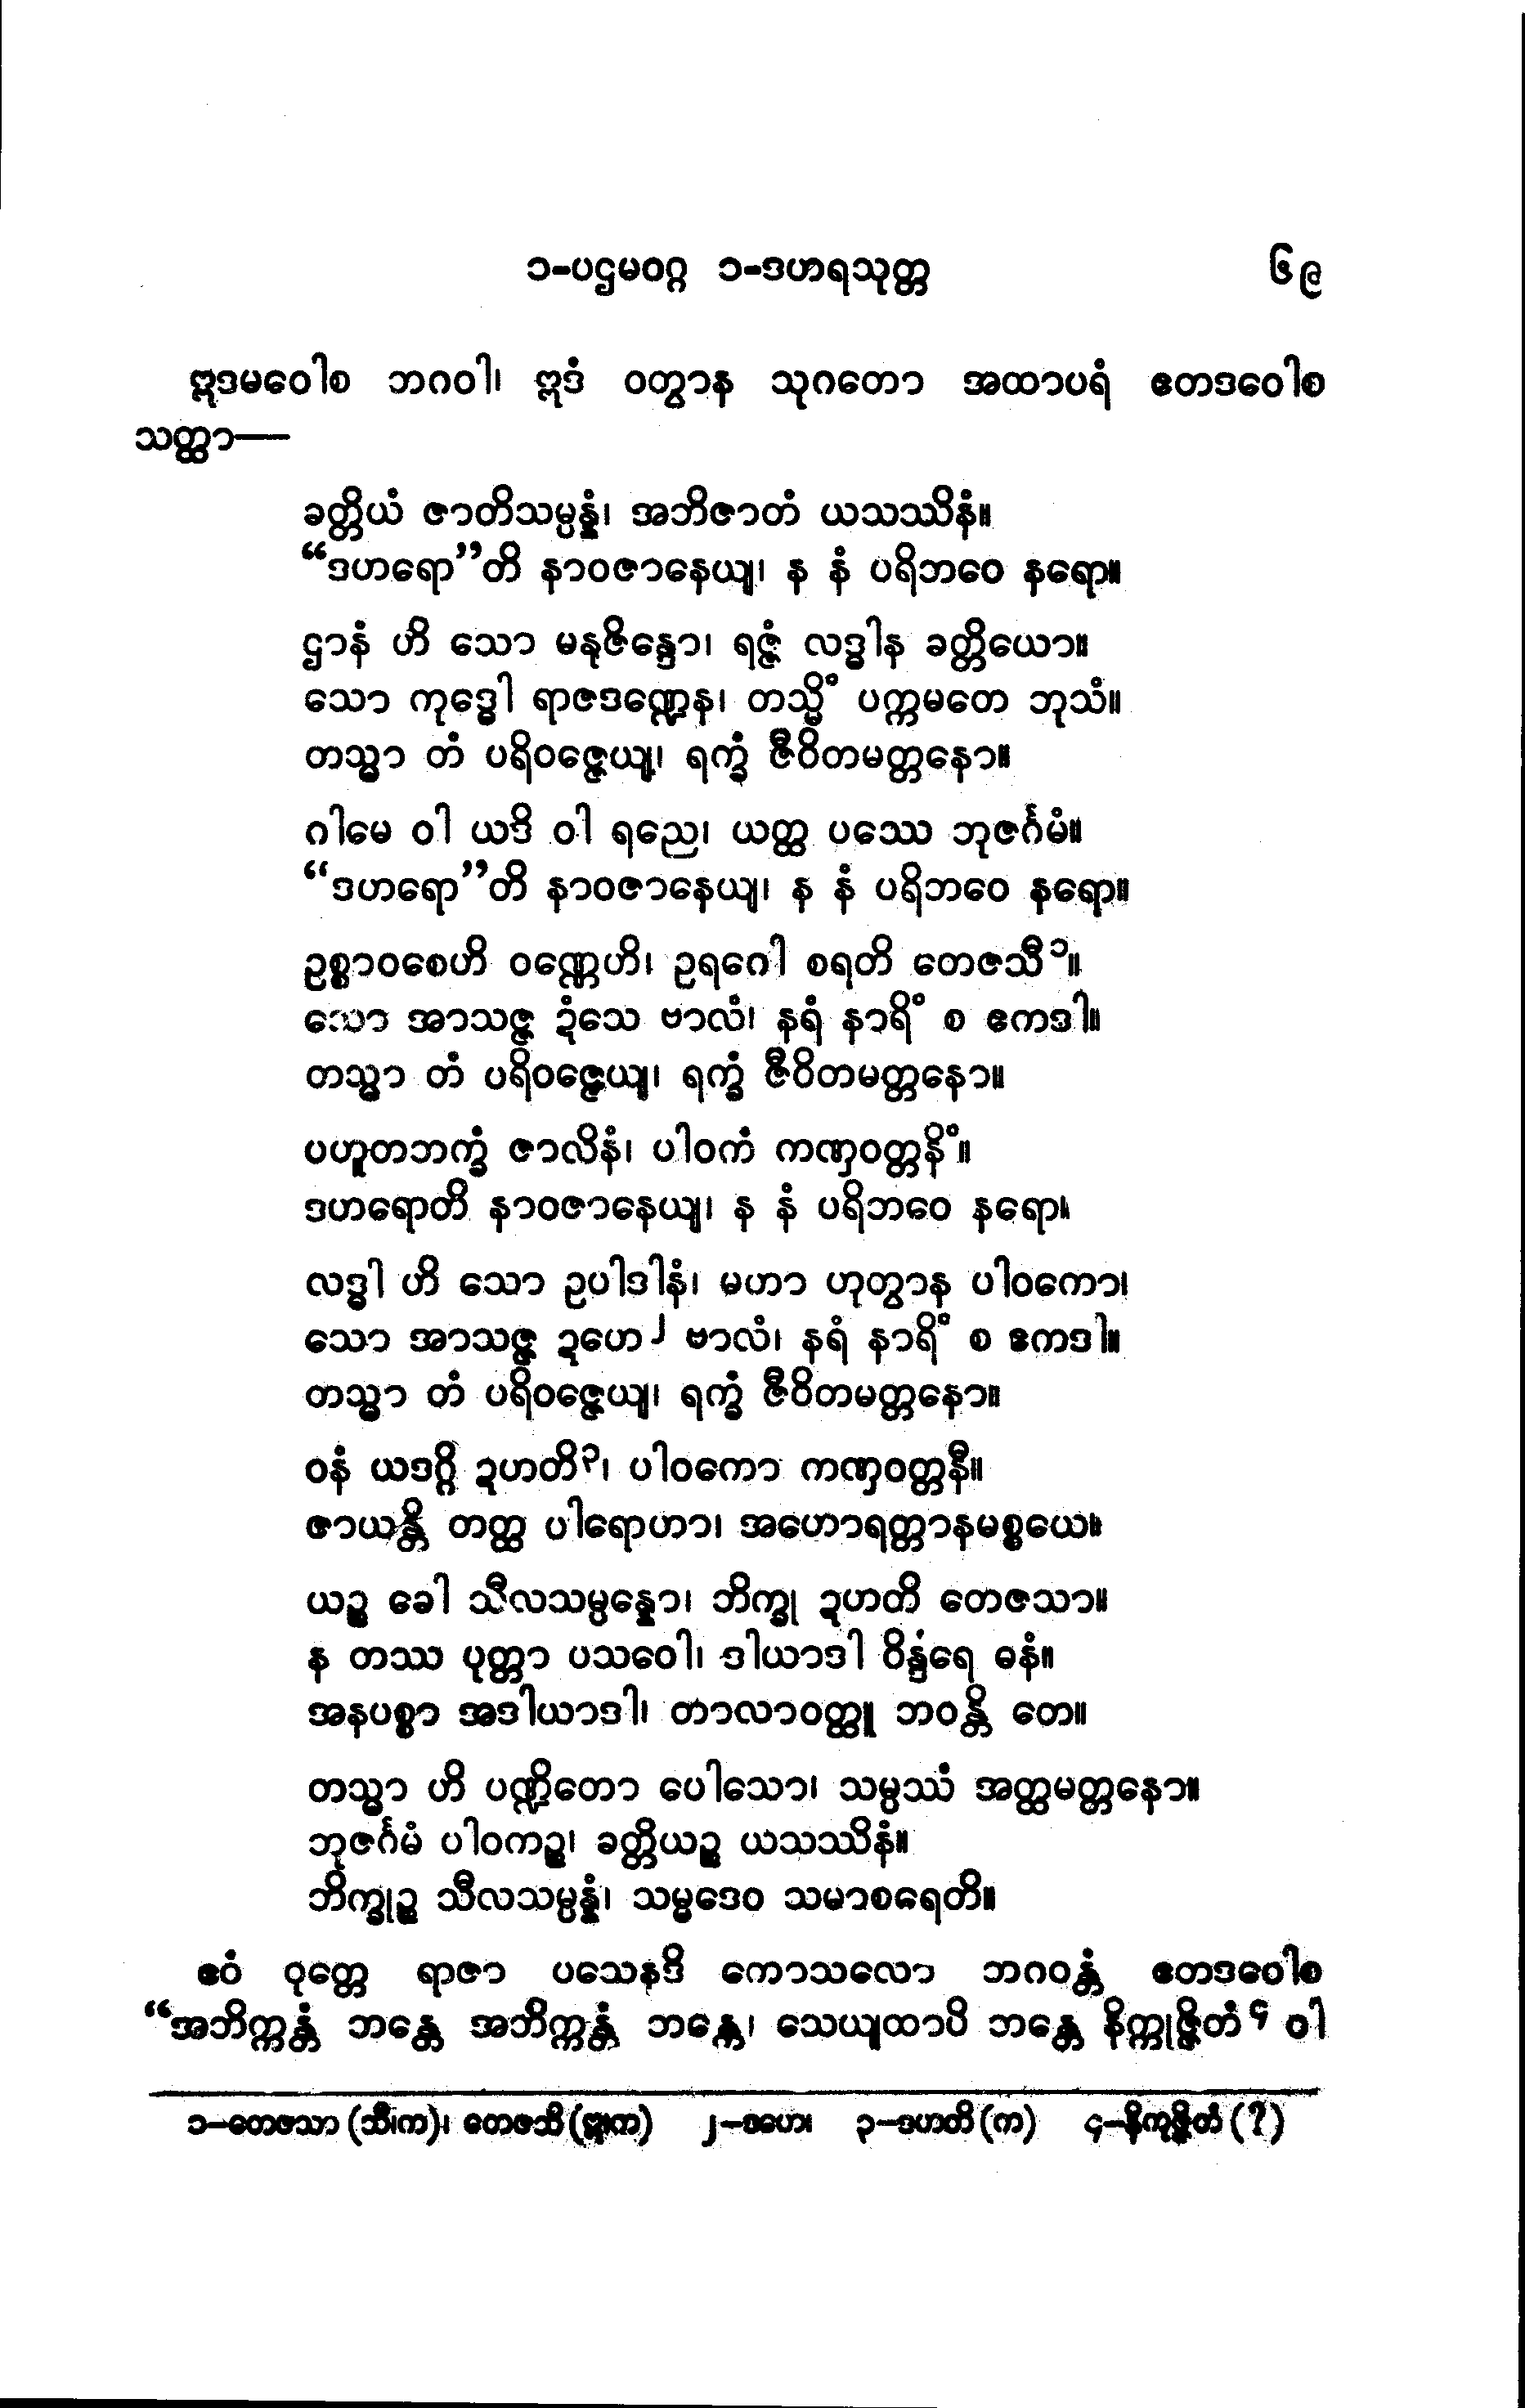 ၁-ပဌမဝဂ္ဂ ၁-ဒဟရသုတ္တ ၆၉
ဣဒမဝေါစ ဘဂဝါ၊ ဣဒံ ဝတွာန သုဂတော အထာပရံ ဧတဒဝေါစ
သတ္ထာ—
ခတ္တိယံ ဇာတိသမ္ပန္နံ၊ အဘိဇာတံ ယသဿိနံ။
“ဒဟရော”တိ နာဝဇာနေယျ၊ န နံ ပရိဘဝေ နရော။
ဌာနံ ဟိ သော မနုဇိန္ဒော၊ ရဇ္ဇံ လဒ္ဓါန ခတ္တိယော။
သော ကုဒ္ဓေါ ရာဇဒဏ္ဍေန၊ တသ္မိံ ပက္ကမတေ ဘုသံ။
တသ္မာ တံ ပရိဝဇ္ဇေယျ၊ ရက္ခံ ဇီဝိတမတ္တနော။
ဂါမေ ဝါ ယဒိ ဝါ ရညေ၊ ယတ္ထ ပဿေ ဘုဇင်္ဂမံ။
“ဒဟရော”တိ နာဝဇာနေယျ၊ န နံ ပရိဘဝေ နရော။
ဥစ္စာဝစေဟိ ဝဏ္ဏေဟိ၊ ဥရဂေါ စရတိ တေဇသီ၁။
သော အာသဇ္ဇ ဍံသေ ဗာလံ၊ နရံ နာရိံ စ ဧကဒါ။
တသ္မာ တံ ပရိဝဇ္ဇေယျ၊ ရက္ခံ ဇီဝိတမတ္တနော။
ပဟူတဘက္ခံ ဇာလိနံ၊ ပါဝကံ ကဏှဝတ္တနိံ။
ဒဟရောတိ နာဝဇာနေယျ၊ န နံ ပရိဘဝေ နရော။
လဒ္ဓါ ဟိ သော ဥပါဒါနံ၊ မဟာ ဟုတွာန ပါဝကော၊
သော အာသဇ္ဇ ဍဟေ၂ ဗာလံ၊ နရံ နာရိံ စ ဧကဒါ။
တသ္မာ တံ ပရိဝဇ္ဇေယျ၊ ရက္ခံ ဇီဝိတမတ္တနော။
ဝနံ ယဒဂ္ဂိ ဍဟတိ၃၊ ပါဝကော ကဏှဝတ္တနီ။
ဇာယန္တိ တတ္ထ ပါရောဟာ၊ အဟောရတ္တာနမစ္စယေ။
ယဉ္စ ခေါ သီလသမ္ပန္နော၊ ဘိက္ခု ဍဟတိ တေဇသာ။
န တဿ ပုတ္တာ ပသဝေါ၊ ဒါယာဒါ ဝိန္ဒံရေ ဓနံ။
အနပစ္စာ အဒါယာဒါ၊ တာလာဝတ္ထူ ဘဝန္တိ တေ။
တသ္မာ ဟိ ပဏ္ဍိတော ပေါသော၊ သမ္ပဿံ အတ္ထမတ္တနော။
ဘုဇင်္ဂမံ ပါဝကဉ္စ၊ ခတ္တိယဉ္စ ယသဿိနံ။
ဘိက္ခုဉ္စ သီလသမ္ပန္နံ၊ သမ္မဒေဝ သမာစရေတိ။
ဧဝံ ဝုတ္တေ ရာဇာ ပသေနဒိ ကောသလော ဘဂဝန္တံ ဧတဒဝေါစ
“အဘိက္ကန္တံ ဘန္တေ အဘိက္ကန္တံ ဘန္တေ၊ သေယျထာပိ ဘန္တေ နိက္ကုဇ္ဇိတံ၄ ဝါ
၁–တေဇသာ (သီ၊က)၊ တေဇသိ ၂–ဒဟေ၊ ၃–ဒဟတိ (က) ၄–နိကုဇ္ဇိတံ (?)